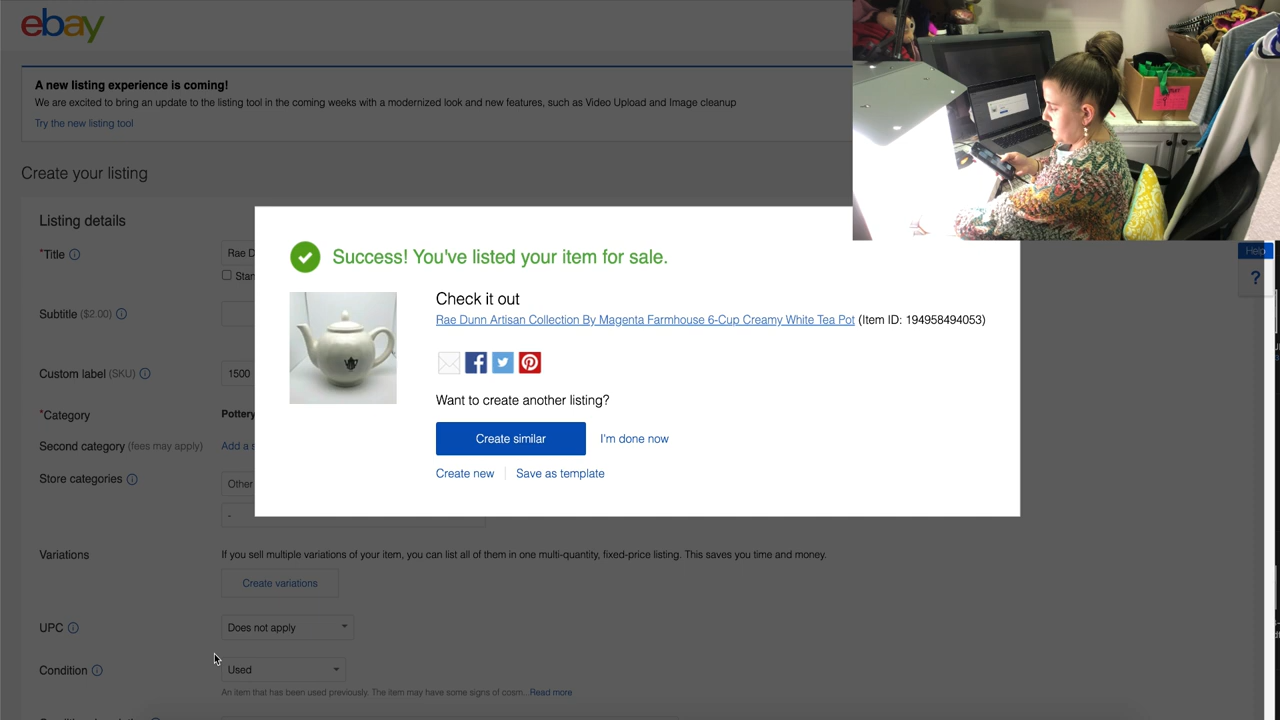 ebay
A new listing experience is coming!
We are excited to bring an update to the listing tool in the coming weeks with a modernized look and new features, such as Video Upload and Image cleanup
Try the new listing tool
Create your listing
Listing details
*Title
Rae D
Stan
Subtitle ($2.00)
Custom label (SKU)
1500
*Category
Pottery
Second category (fees may apply)
Add a s
Store categories
Other
-
Success! You've listed your item for sale.
Check it out
Rae Dunn Artisan Collection By Magenta Farmhouse 6-Cup Creamy White Tea Pot (Item ID: 194958494053)
Want to create another listing?
Create similar
I'm done now
Create new
Save as template
Help
?
Variations
If you sell multiple variations of your item, you can list all of them in one multi-quantity, fixed-price listing. This saves you time and money.
Create variations
UPC
Does not apply
Condition
Used
An item that has been used previously. The item may have some signs of cosm...Read more